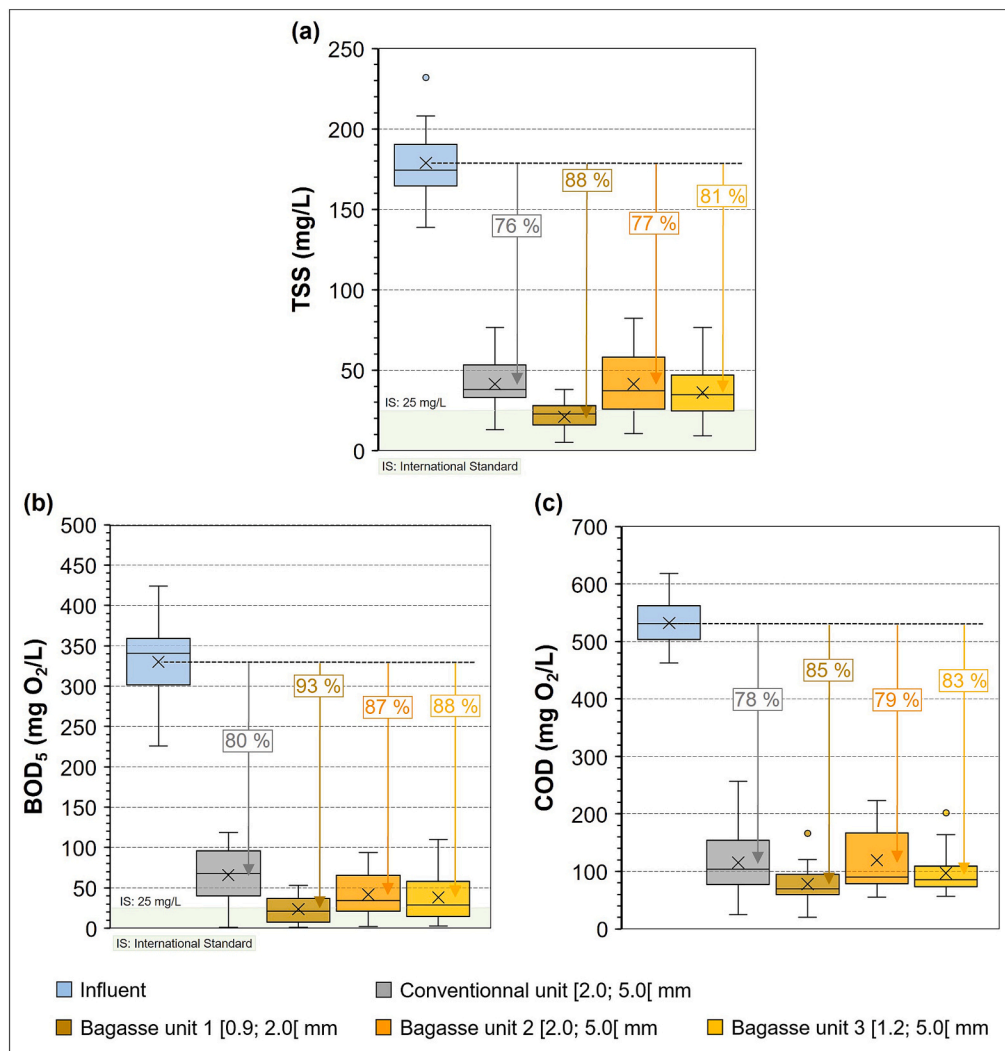 (a)
250
200
150
100
50
0
TSS (mg/L)
88 %
81 %
76 %
77 %
IS: 25 mg/L
IS: International Standard
(b)
500
450
400
350
300
250
200
150
100
50
0
BOD₅ (mg O₂/L)
93 %
87 %
88 %
80 %
IS: 25 mg/L
IS: International Standard
(c)
700
600
500
400
300
200
100
0
COD (mg O₂/L)
85 %
83 %
78 %
79 %
Influent
Conventionnal unit [2.0; 5.0[ mm
Bagasse unit 1 [0.9; 2.0[ mm
Bagasse unit 2 [2.0; 5.0[ mm
Bagasse unit 3 [1.2; 5.0[ mm